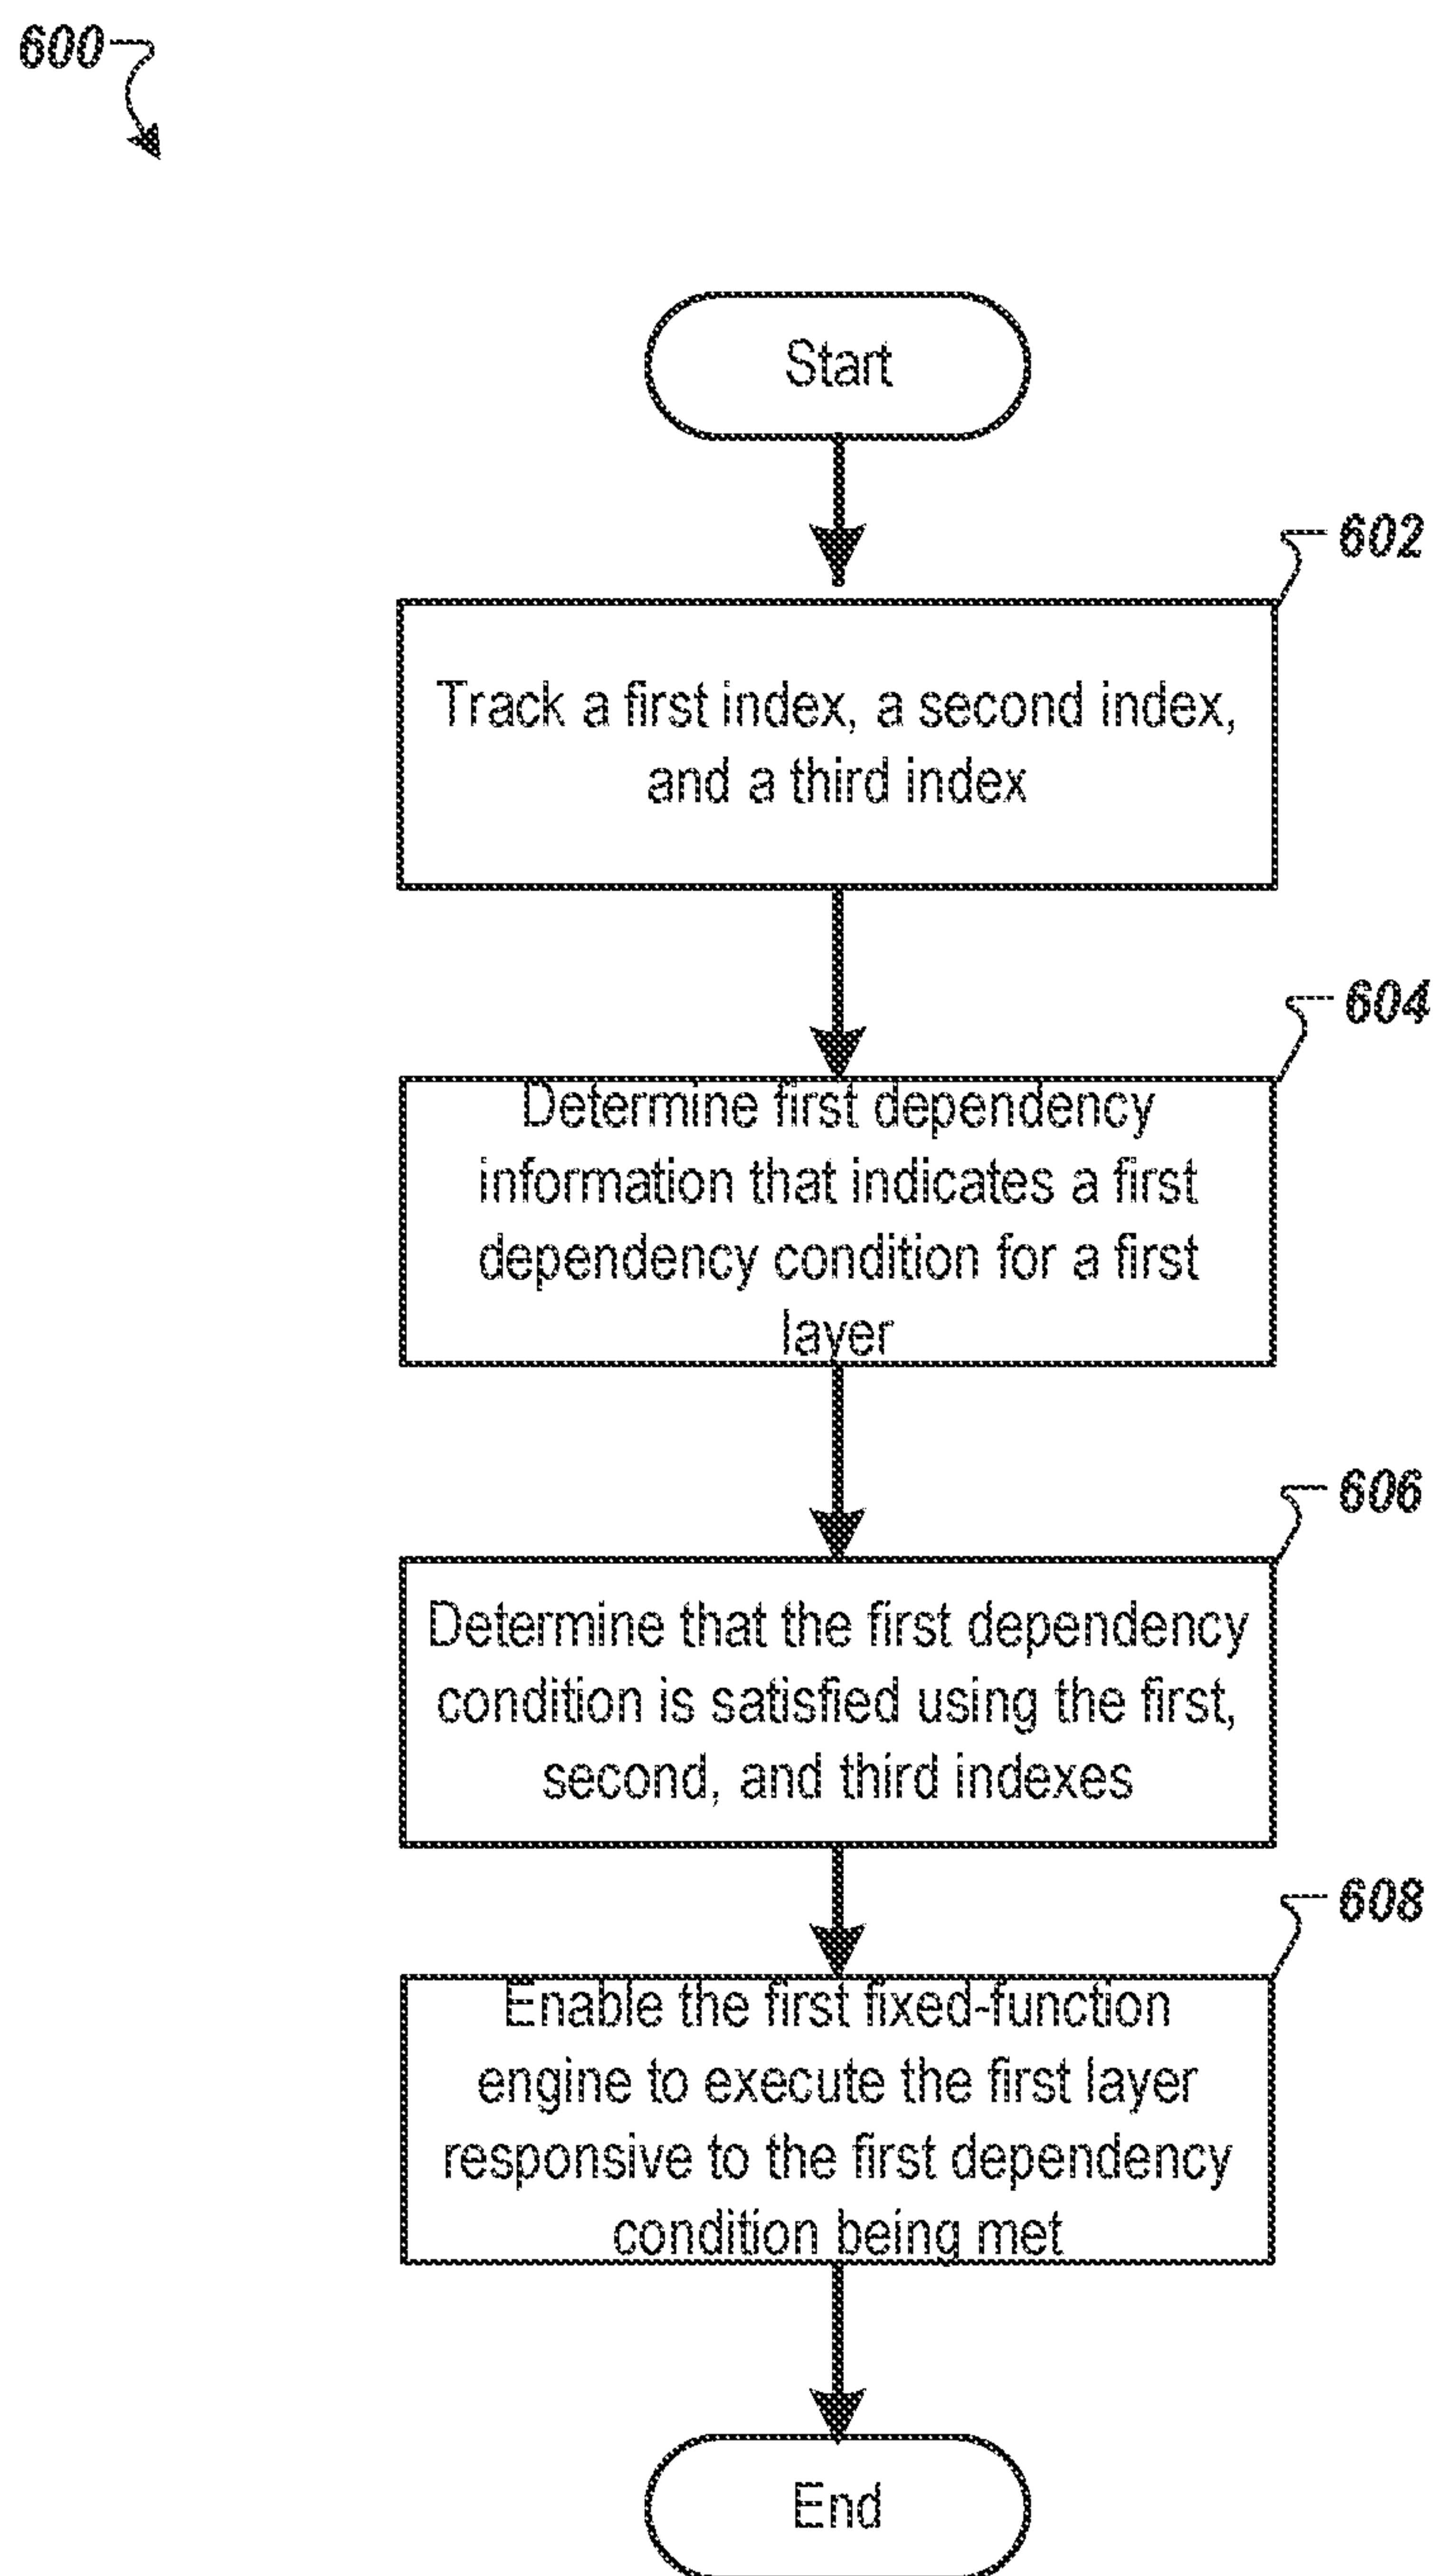 600
Start
602
Track a first index, a second index,
and a third index
604
Determine first dependency
information that indicates a first
dependency condition for a first
layer
606
Determine that the first dependency
condition is satisfied using the first,
second, and third indexes
608
Enable the first fixed-function
engine to execute the first layer
responsive to the first dependency
condition being met
End